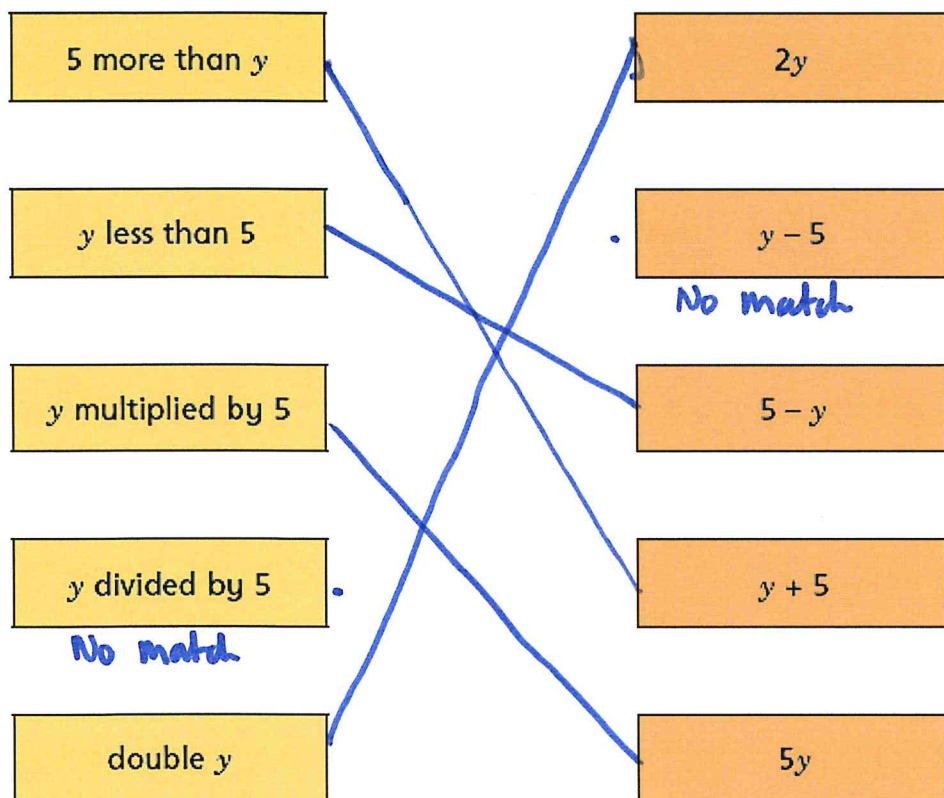 5 more than y
2y
y less than 5
y − 5
No match
y multiplied by 5
5 − y
y divided by 5
y + 5
No match
double y
5y